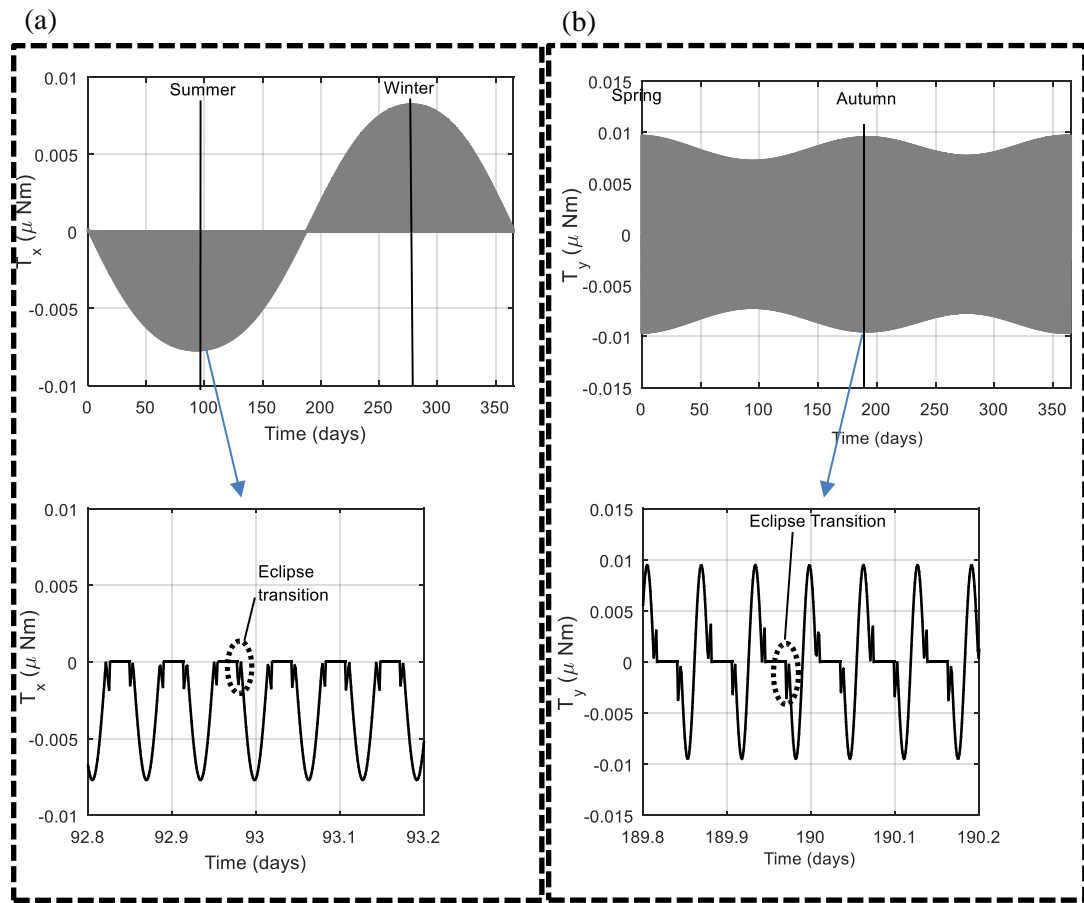 (a)
0.01
0.005
0
-0.005
-0.01
T_x (μ Nm)
Summer
Winter
0 50 100 150 200 250 300 350
Time (days)
0.01
0.005
0
-0.005
-0.01
T_x (μ Nm)
Eclipse
transition
92.8 92.9 93 93.1 93.2
Time (days)
(b)
0.015
0.01
0.005
0
-0.005
-0.01
-0.015
T_y (μ Nm)
Spring
Autumn
0 50 100 150 200 250 300 350
Time (days)
0.015
0.01
0.005
0
-0.005
-0.01
-0.015
T_y (μ Nm)
Eclipse Transition
189.8 189.9 190 190.1 190.2
Time (days)